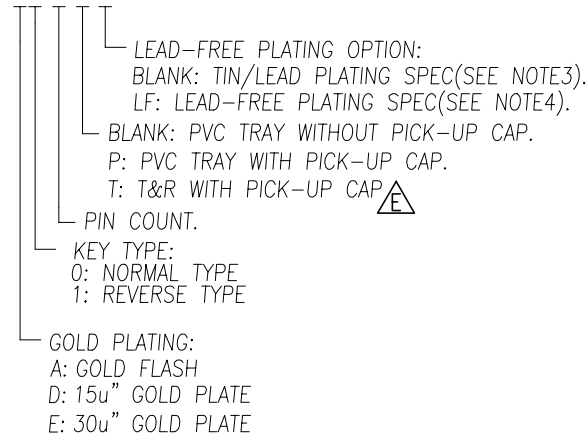 LEAD-FREE PLATING OPTION:
BLANK: TIN/LEAD PLATING SPEC(SEE NOTE3).
LF: LEAD-FREE PLATING SPEC(SEE NOTE4).
BLANK: PVC TRAY WITHOUT PICK-UP CAP.
P: PVC TRAY WITH PICK-UP CAP.
T: T&R WITH PICK-UP CAP E
PIN COUNT.
KEY TYPE:
0: NORMAL TYPE
1: REVERSE TYPE
GOLD PLATING:
A: GOLD FLASH
D: 15u" GOLD PLATE
E: 30u" GOLD PLATE